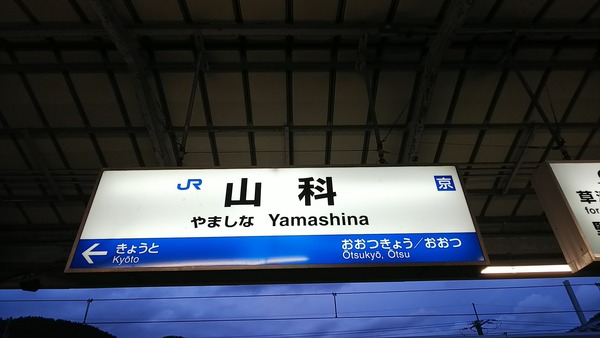 JR 山科 京
やましな Yamashina
← きょうと おおつきょう／おおつ
Kyōto Ōtsukyō, Ōtsu
草
for